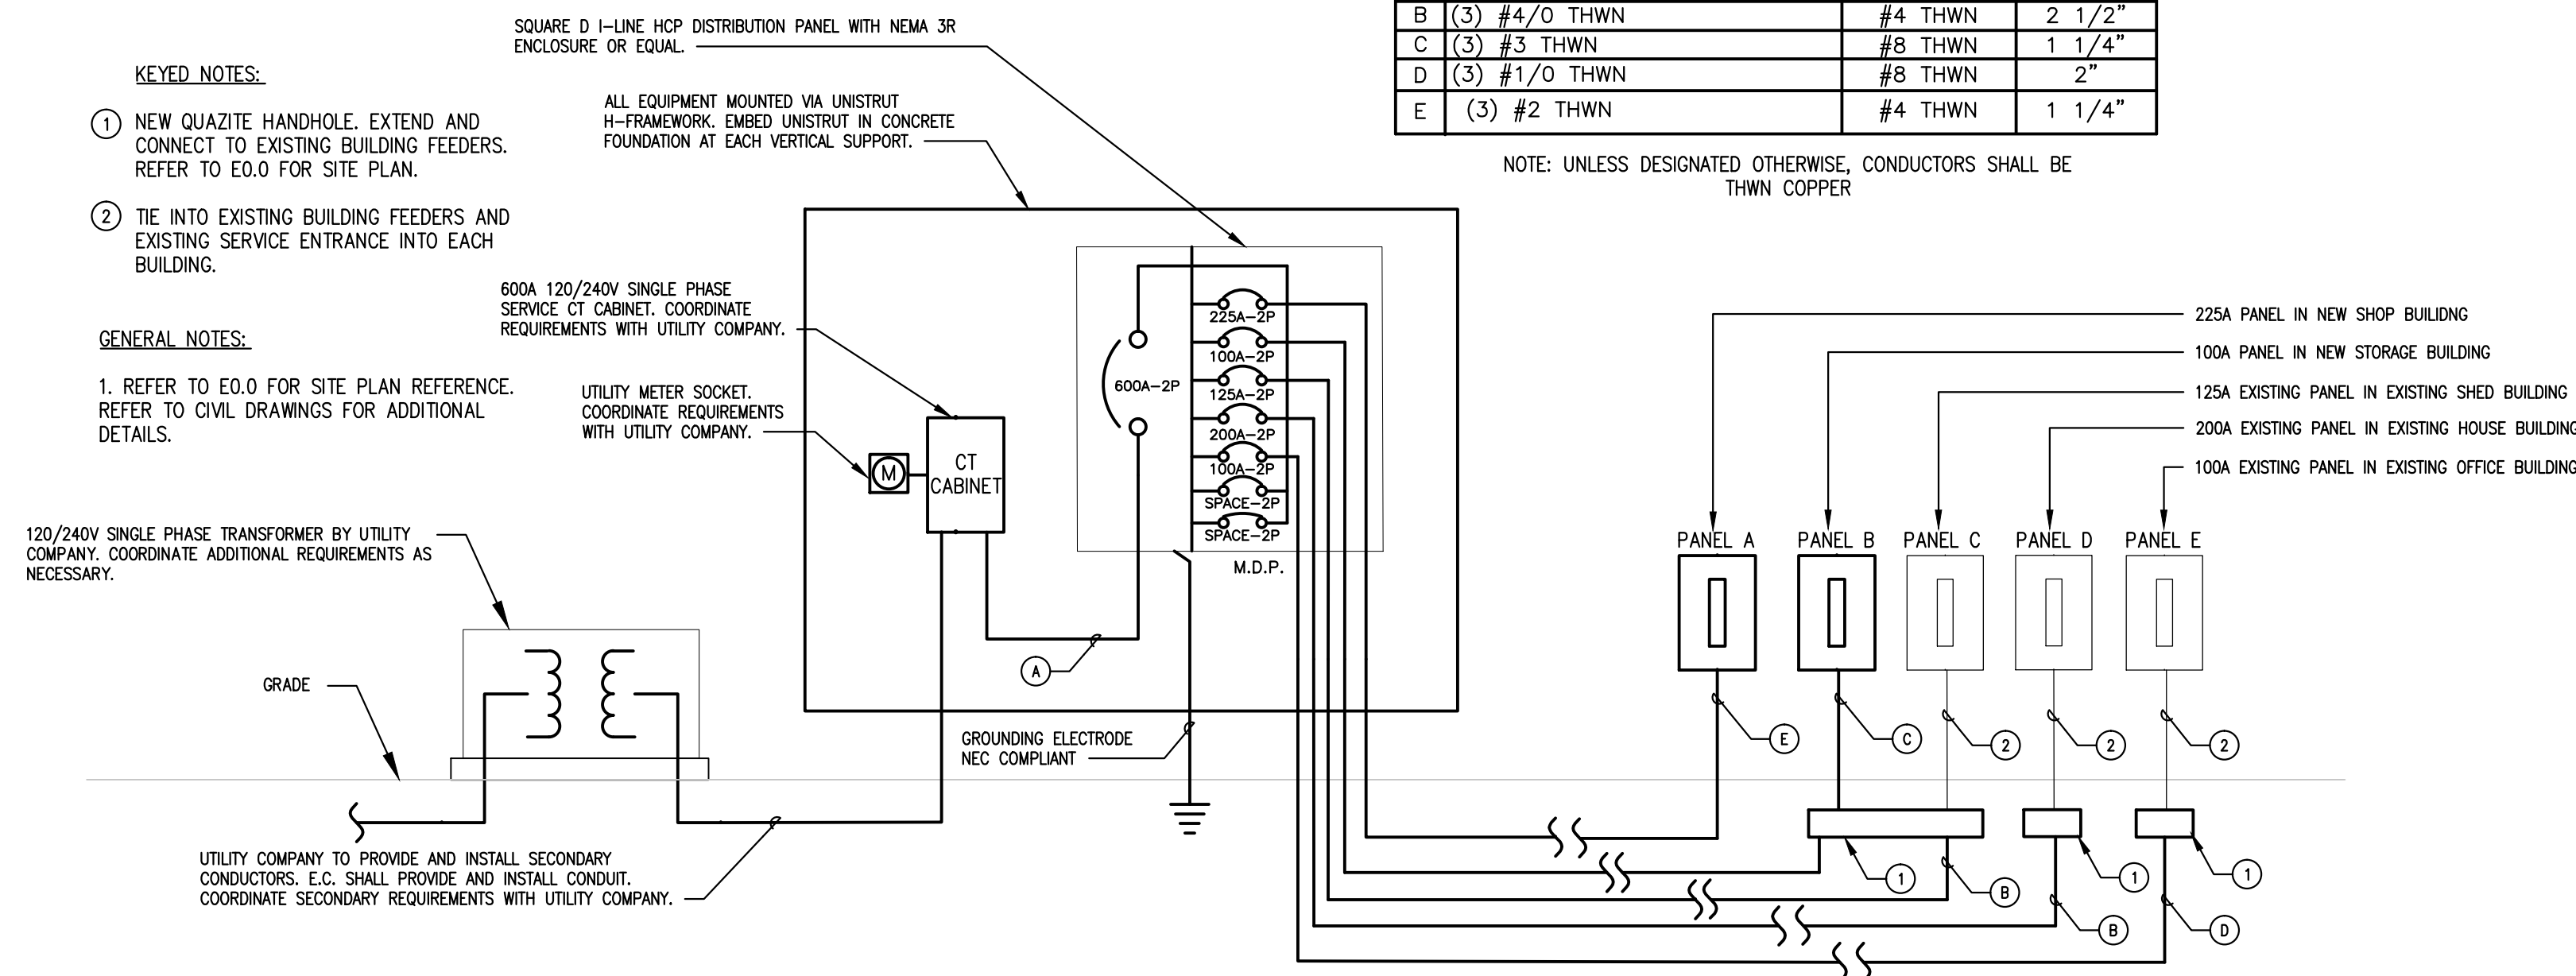 SQUARE D I-LINE HCP DISTRIBUTION PANEL WITH NEMA 3R
ENCLOSURE OR EQUAL.
B (3) #4/0 THWN #4 THWN 2 1/2"
C (3) #3 THWN #8 THWN 1 1/4"
D (3) #1/0 THWN #8 THWN 2"
E (3) #2 THWN #4 THWN 1 1/4"
NOTE: UNLESS DESIGNATED OTHERWISE, CONDUCTORS SHALL BE
THWN COPPER
KEYED NOTES:
1 NEW QUAZITE HANDHOLE. EXTEND AND
CONNECT TO EXISTING BUILDING FEEDERS.
REFER TO E0.0 FOR SITE PLAN.
2 TIE INTO EXISTING BUILDING FEEDERS AND
EXISTING SERVICE ENTRANCE INTO EACH
BUILDING.
GENERAL NOTES:
1. REFER TO E0.0 FOR SITE PLAN REFERENCE.
REFER TO CIVIL DRAWINGS FOR ADDITIONAL
DETAILS.
ALL EQUIPMENT MOUNTED VIA UNISTRUT
H-FRAMEWORK. EMBED UNISTRUT IN CONCRETE
FOUNDATION AT EACH VERTICAL SUPPORT.
600A 120/240V SINGLE PHASE
SERVICE CT CABINET. COORDINATE
REQUIREMENTS WITH UTILITY COMPANY.
UTILITY METER SOCKET.
COORDINATE REQUIREMENTS
WITH UTILITY COMPANY.
M
CT
CABINET
600A-2P
225A-2P
100A-2P
125A-2P
200A-2P
100A-2P
SPACE-2P
SPACE-2P
M.D.P.
A
225A PANEL IN NEW SHOP BUILIDNG
100A PANEL IN NEW STORAGE BUILDING
125A EXISTING PANEL IN EXISTING SHED BUILDING
200A EXISTING PANEL IN EXISTING HOUSE BUILDING
100A EXISTING PANEL IN EXISTING OFFICE BUILDING
PANEL A PANEL B PANEL C PANEL D PANEL E
E C 2 2 2
120/240V SINGLE PHASE TRANSFORMER BY UTILITY
COMPANY. COORDINATE ADDITIONAL REQUIREMENTS AS
NECESSARY.
GRADE
GROUNDING ELECTRODE
NEC COMPLIANT
UTILITY COMPANY TO PROVIDE AND INSTALL SECONDARY
CONDUCTORS. E.C. SHALL PROVIDE AND INSTALL CONDUIT.
COORDINATE SECONDARY REQUIREMENTS WITH UTILITY COMPANY.
1 1 1
B
B D